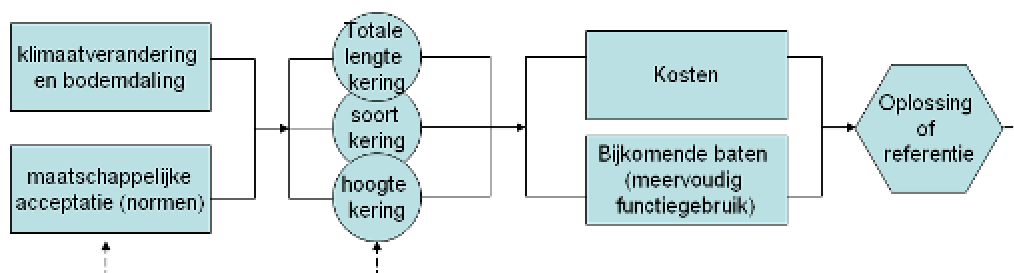 klimaatverandering
en bodemdaling
maatschappelijke
acceptatie (normen)
Totale
lengte
kering
soort
kering
hoogte
kering
Kosten
Bijkomende baten
(meervoudig
functiegebruik)
Oplossing
of
referentie